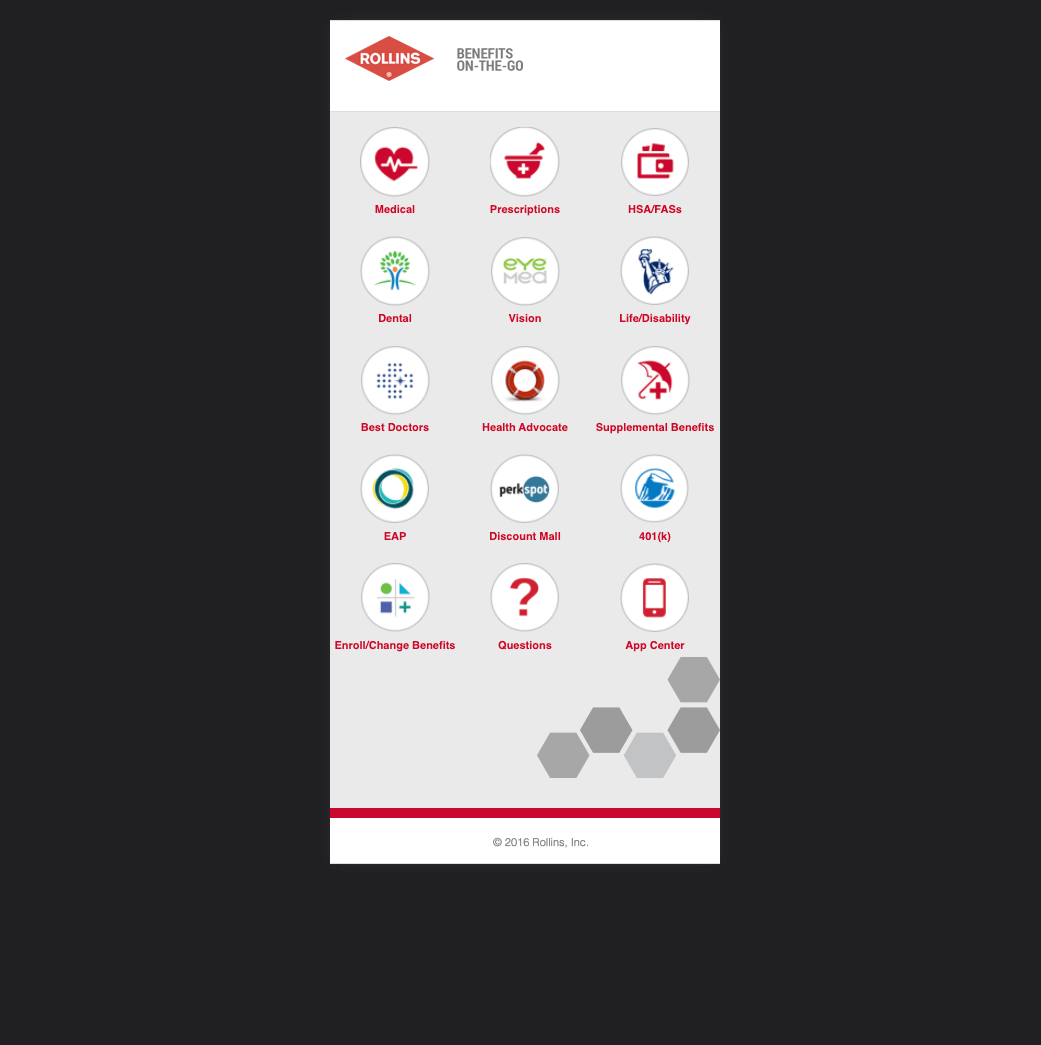 ROLLINS
®
BENEFITS
ON-THE-GO
Medical
Prescriptions
HSA/FASs
Dental
eye
med
Vision
Life/Disability
Best Doctors
Health Advocate
Supplemental Benefits
EAP
perkspot
Discount Mall
401(k)
Enroll/Change Benefits
?
Questions
App Center
© 2016 Rollins, Inc.